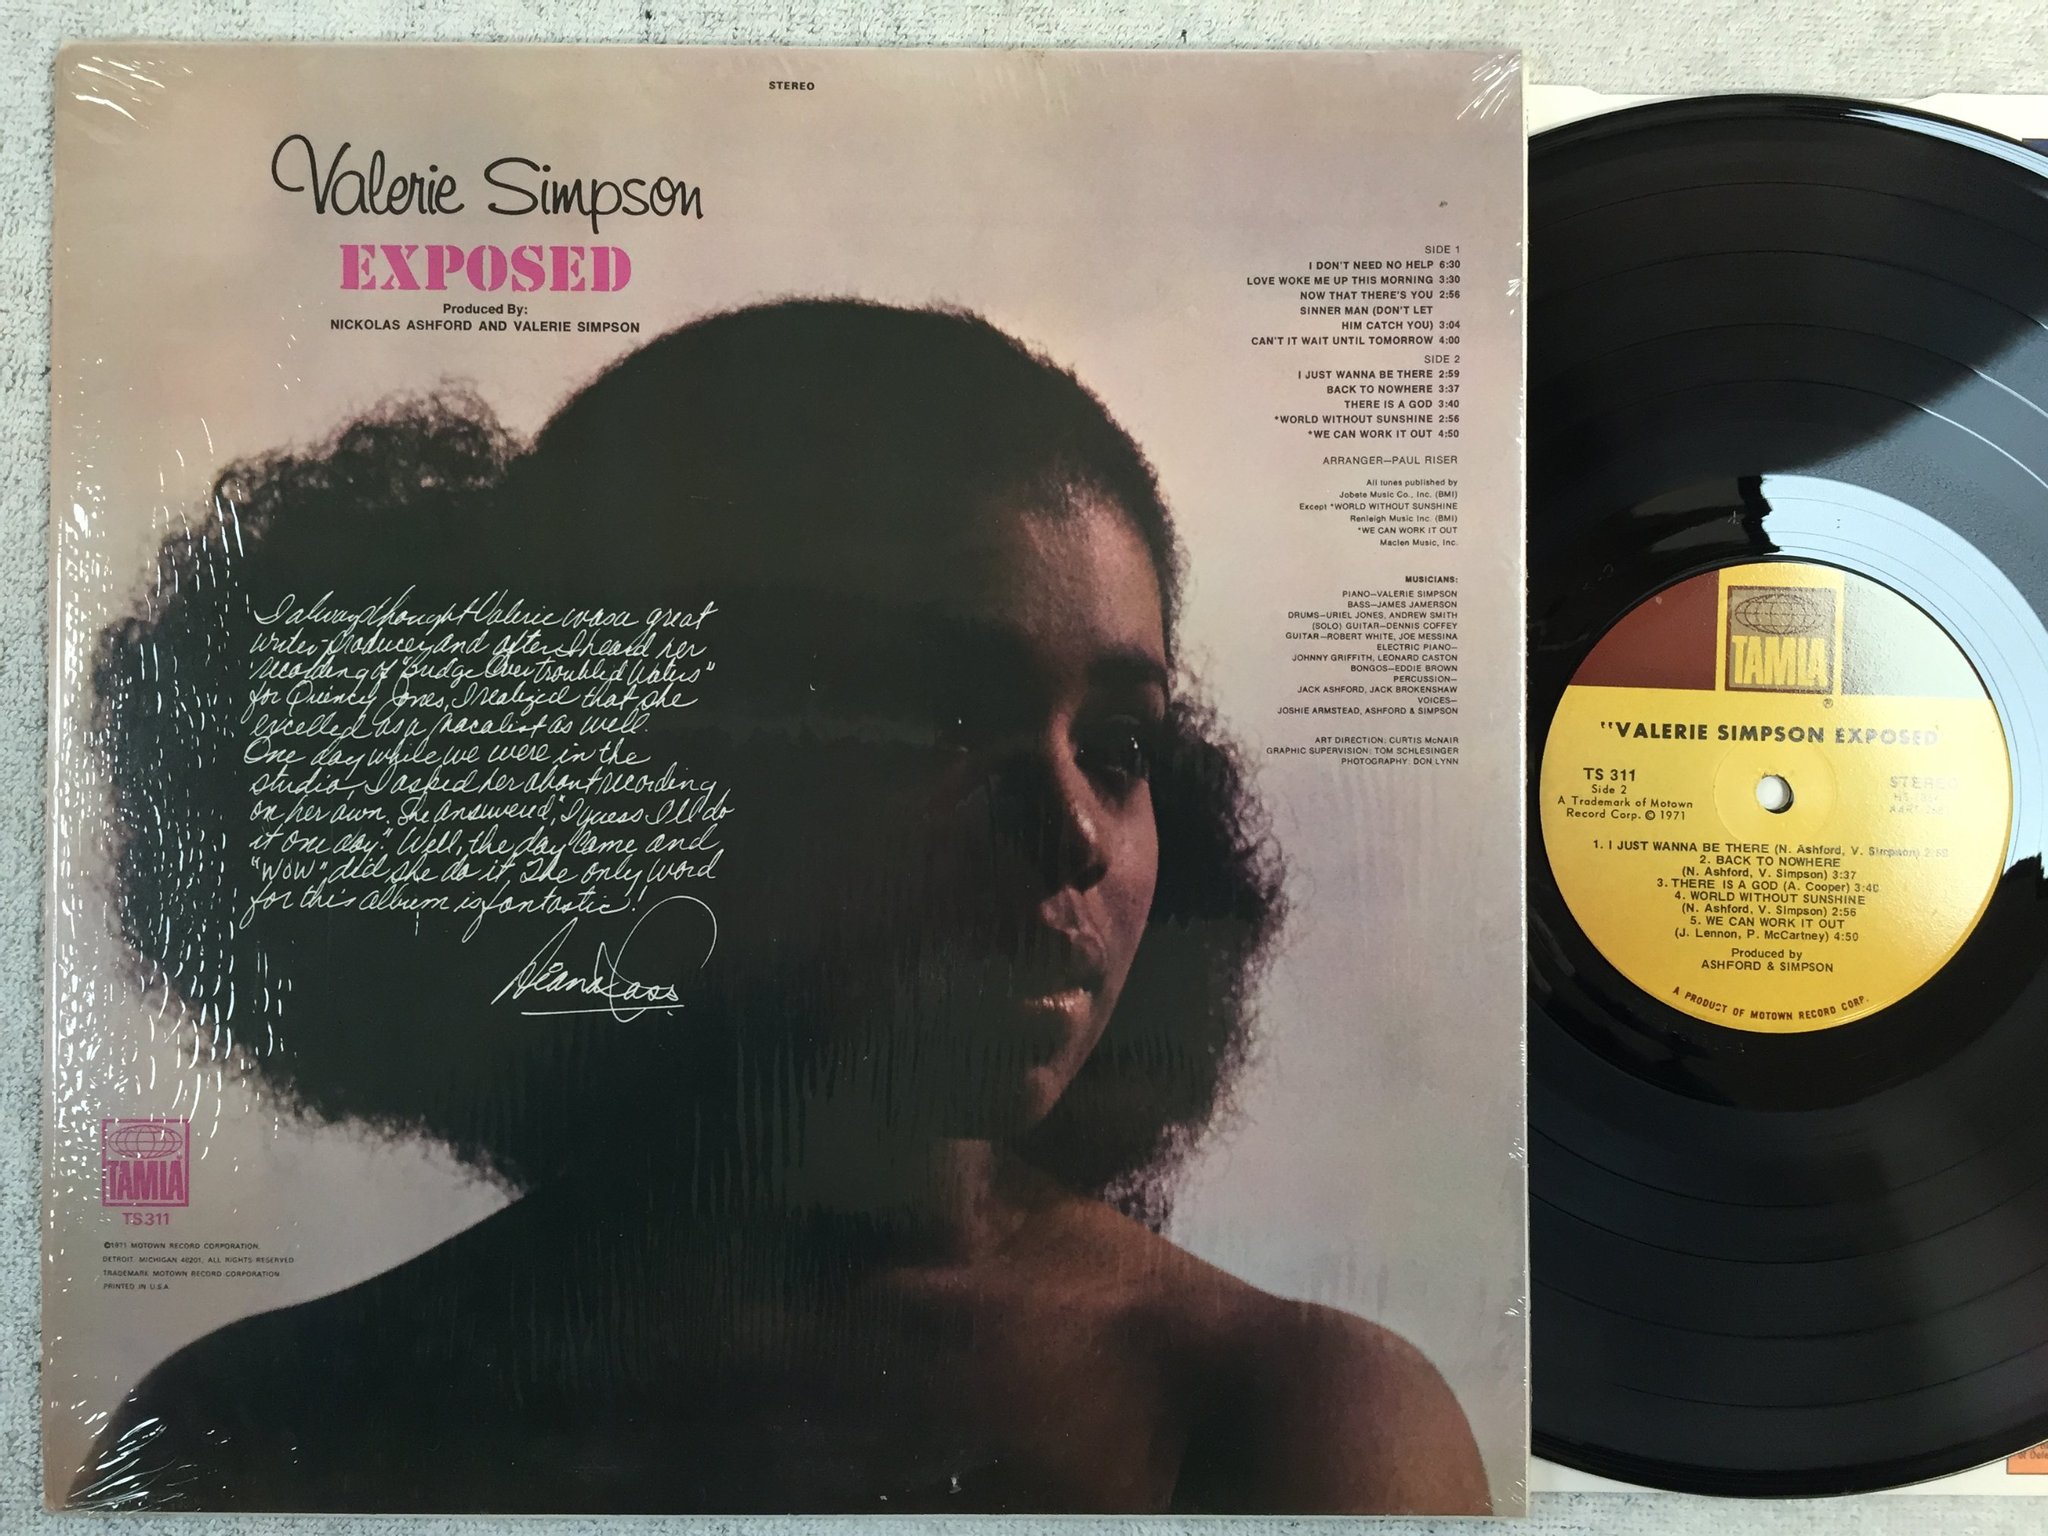 STEREO
Valerie Simpson
EXPOSED
Produced By:
NICKOLAS ASHFORD AND VALERIE SIMPSON
SIDE 1
I DON'T NEED NO HELP 6:30
LOVE WOKE ME UP THIS MORNING 3:30
NOW THAT THERE'S YOU 2:56
SINNER MAN (DON'T LET
HIM CATCH YOU) 3:04
CAN'T IT WAIT UNTIL TOMORROW 4:00
SIDE 2
I JUST WANNA BE THERE 2:59
BACK TO NOWHERE 3:37
THERE IS A GOD 3:40
*WORLD WITHOUT SUNSHINE 2:56
*WE CAN WORK IT OUT 4:50
ARRANGER—PAUL RISER
All tunes published by
Jobete Music Co., Inc. (BMI)
Except *WORLD WITHOUT SUNSHINE
Renleigh Music Inc. (BMI)
*WE CAN WORK IT OUT
Maclen Music, Inc.
MUSICIANS:
PIANO—VALERIE SIMPSON
BASS—JAMES JAMERSON
DRUMS—URIEL JONES, ANDREW SMITH
(SOLO) GUITAR—DENNIS COFFEY
GUITAR—ROBERT WHITE, JOE MESSINA
ELECTRIC PIANO—
JOHNNY GRIFFITH, LEONARD CASTON
BONGOS—EDDIE BROWN
PERCUSSION—
JACK ASHFORD, JACK BROKENSHAW
VOICES—
JOSHIE ARMSTEAD, ASHFORD & SIMPSON
ART DIRECTION: CURTIS McNAIR
GRAPHIC SUPERVISION: TOM SCHLESINGER
PHOTOGRAPHY: DON LYNN
I always thought Valerie was a great
writer-producer, and after I heard her
recording of "Bridge Over Troubled Waters"
for Quincy Jones, I realized that she
excelled as a vocalist as well.
One day while we were in the
studio, I asked her about recording
on her own. She answered, "I guess I'll do
it one day." Well, the day came and
"WOW", did she do it. The only word
for this album is fantastic!
Diana Ross
TAMLA
TS 311
©1971 MOTOWN RECORD CORPORATION,
DETROIT, MICHIGAN 48201, ALL RIGHTS RESERVED
TRADEMARK MOTOWN RECORD CORPORATION
PRINTED IN U.S.A.
TAMLA
®
"VALERIE SIMPSON EXPOSED"
TS 311
Side 2
A Trademark of Motown
Record Corp. © 1971
STEREO
1. I JUST WANNA BE THERE (N. Ashford, V. Simpson) 2:59
2. BACK TO NOWHERE
(N. Ashford, V. Simpson) 3:37
3. THERE IS A GOD (A. Cooper) 3:40
4. WORLD WITHOUT SUNSHINE
(N. Ashford, V. Simpson) 2:56
5. WE CAN WORK IT OUT
(J. Lennon, P. McCartney) 4:50
Produced by
ASHFORD & SIMPSON
A PRODUCT OF MOTOWN RECORD CORP.